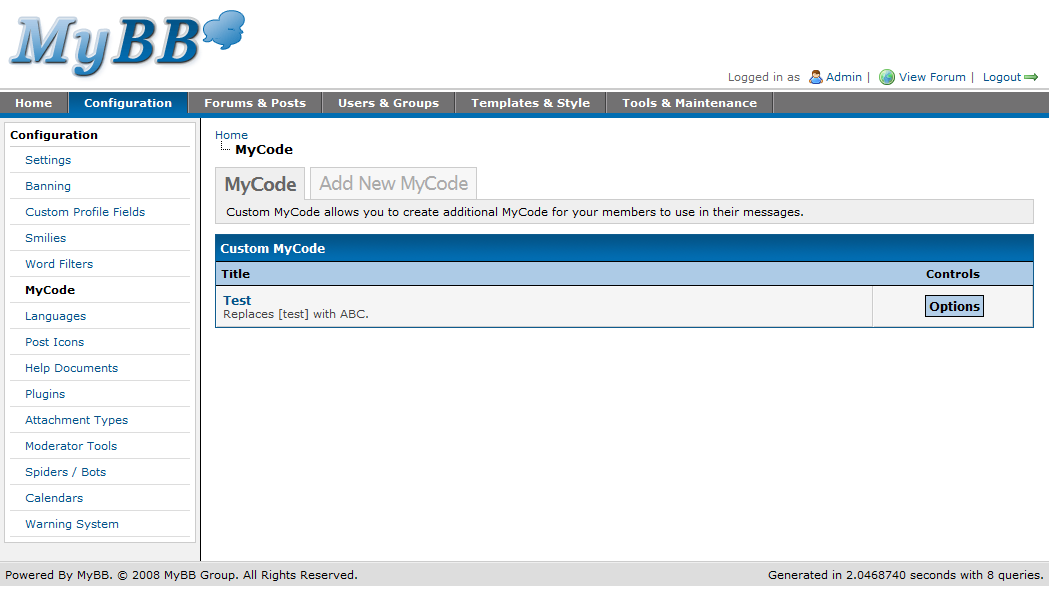 MyBB
Logged in as Admin | View Forum | Logout
Home Configuration Forums & Posts Users & Groups Templates & Style Tools & Maintenance
Configuration
Settings
Banning
Custom Profile Fields
Smilies
Word Filters
MyCode
Languages
Post Icons
Help Documents
Plugins
Attachment Types
Moderator Tools
Spiders / Bots
Calendars
Warning System
Home
MyCode
MyCode Add New MyCode
Custom MyCode allows you to create additional MyCode for your members to use in their messages.
Custom MyCode
Title Controls
Test
Replaces [test] with ABC.
Options
Powered By MyBB. © 2008 MyBB Group. All Rights Reserved. Generated in 2.0468740 seconds with 8 queries.